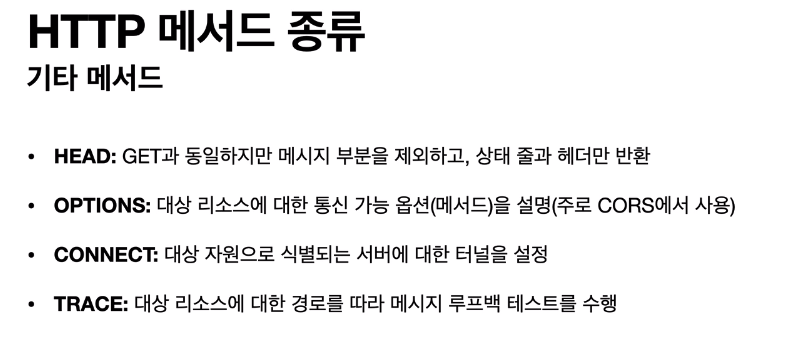 HTTP 메서드 종류
기타 메서드
• HEAD: GET과 동일하지만 메시지 부분을 제외하고, 상태 줄과 헤더만 반환
• OPTIONS: 대상 리소스에 대한 통신 가능 옵션(메서드)을 설명(주로 CORS에서 사용)
• CONNECT: 대상 자원으로 식별되는 서버에 대한 터널을 설정
• TRACE: 대상 리소스에 대한 경로를 따라 메시지 루프백 테스트를 수행